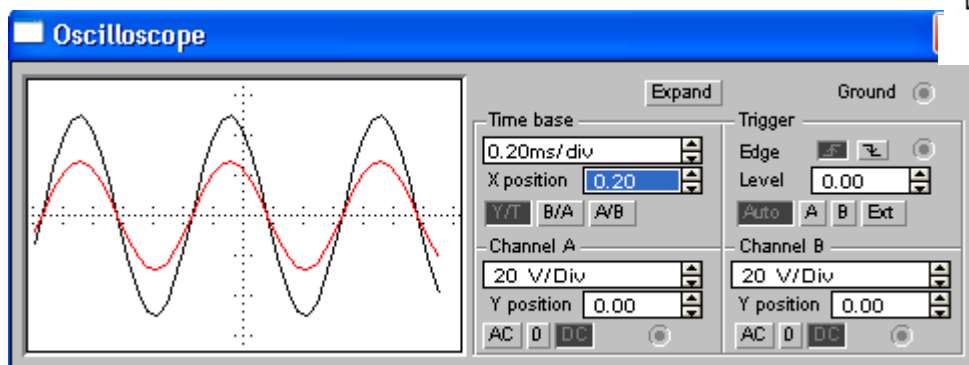 Oscilloscope
Expand
Ground
Time base
0.20ms/div
X position 0.20
Y/T B/A A/B
Trigger
Edge
Level 0.00
Auto A B Ext
Channel A
20 V/Div
Y position 0.00
AC 0 DC
Channel B
20 V/Div
Y position 0.00
AC 0 DC